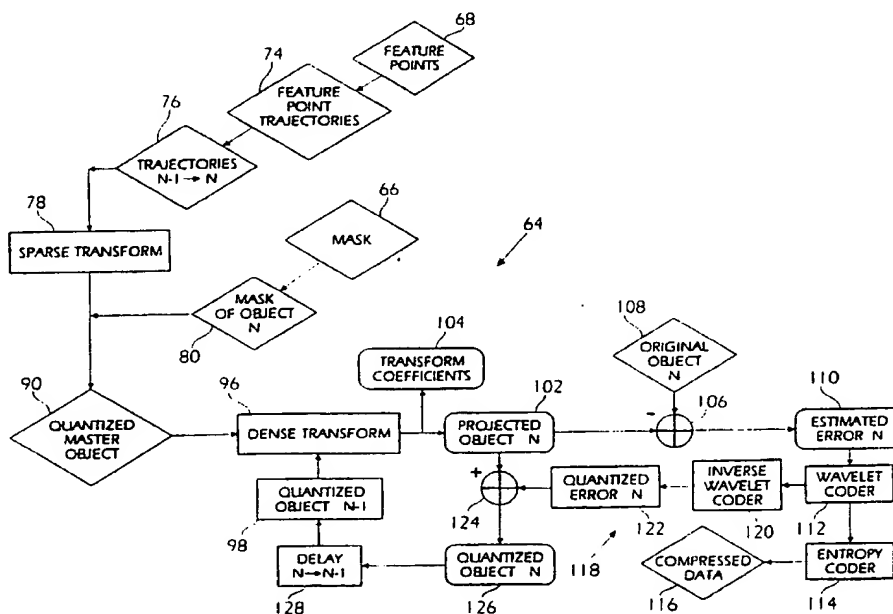 68
FEATURE
POINTS
74
FEATURE
POINT
TRAJECTORIES
76
TRAJECTORIES
N-1 → N
78
SPARSE TRANSFORM
66
MASK
64
MASK
OF OBJECT
N
80
104
TRANSFORM
COEFFICIENTS
108
ORIGINAL
OBJECT
N
90
QUANTIZED
MASTER
OBJECT
96
DENSE TRANSFORM
102
PROJECTED
OBJECT N
-
106
110
ESTIMATED
ERROR N
QUANTIZED
OBJECT N-1
98
+
124
QUANTIZED
ERROR N
122
INVERSE
WAVELET
CODER
120
WAVELET
CODER
112
DELAY
N→N-1
128
QUANTIZED
OBJECT N
126
118
COMPRESSED
DATA
116
ENTROPY
CODER
114